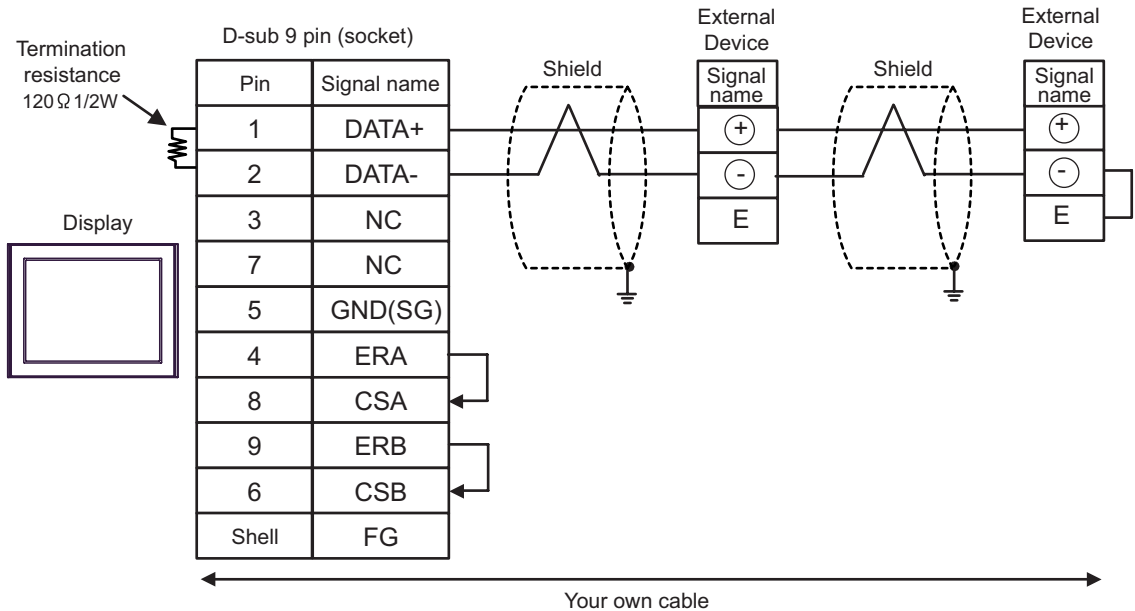 Termination
resistance
120Ω 1/2W
D-sub 9 pin (socket)
Pin Signal name
1 DATA+
2 DATA-
3 NC
7 NC
5 GND(SG)
4 ERA
8 CSA
9 ERB
6 CSB
Shell FG
Display
Shield
External
Device
Signal
name
+
-
E
Shield
External
Device
Signal
name
+
-
E
Your own cable